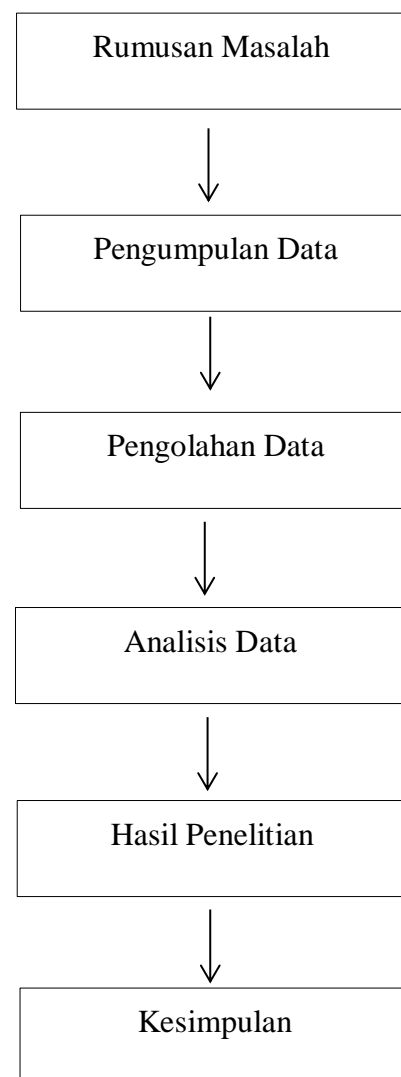 Rumusan Masalah
Pengumpulan Data
Pengolahan Data
Analisis Data
Hasil Penelitian
Kesimpulan